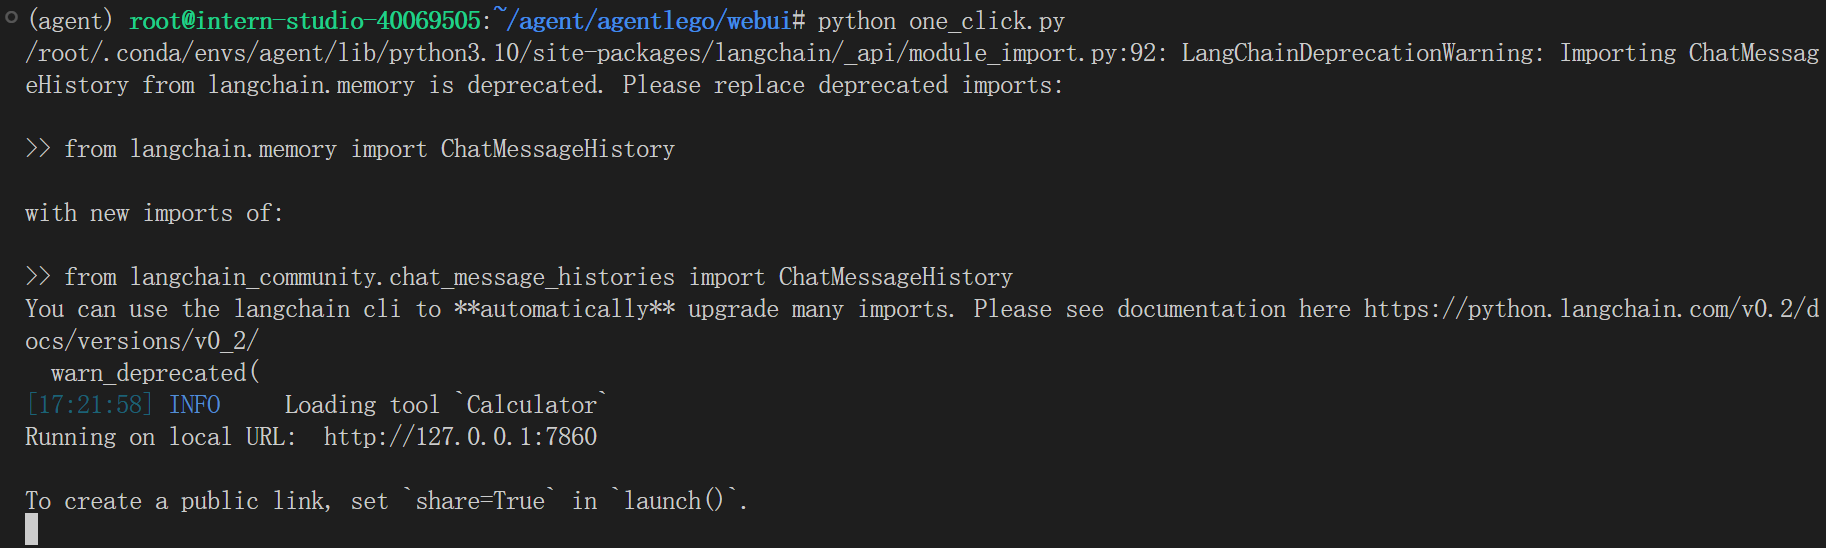 (agent) root@intern-studio-40069505:~/agent/agentlego/webui# python one_click.py
/root/.conda/envs/agent/lib/python3.10/site-packages/langchain/_api/module_import.py:92: LangChainDeprecationWarning: Importing ChatMessag
eHistory from langchain.memory is deprecated. Please replace deprecated imports:
>> from langchain.memory import ChatMessageHistory
with new imports of:
>> from langchain_community.chat_message_histories import ChatMessageHistory
You can use the langchain cli to **automatically** upgrade many imports. Please see documentation here https://python.langchain.com/v0.2/d
ocs/versions/v0_2/
  warn_deprecated(
[17:21:58] INFO     Loading tool `Calculator`
Running on local URL:  http://127.0.0.1:7860
To create a public link, set `share=True` in `launch()`.